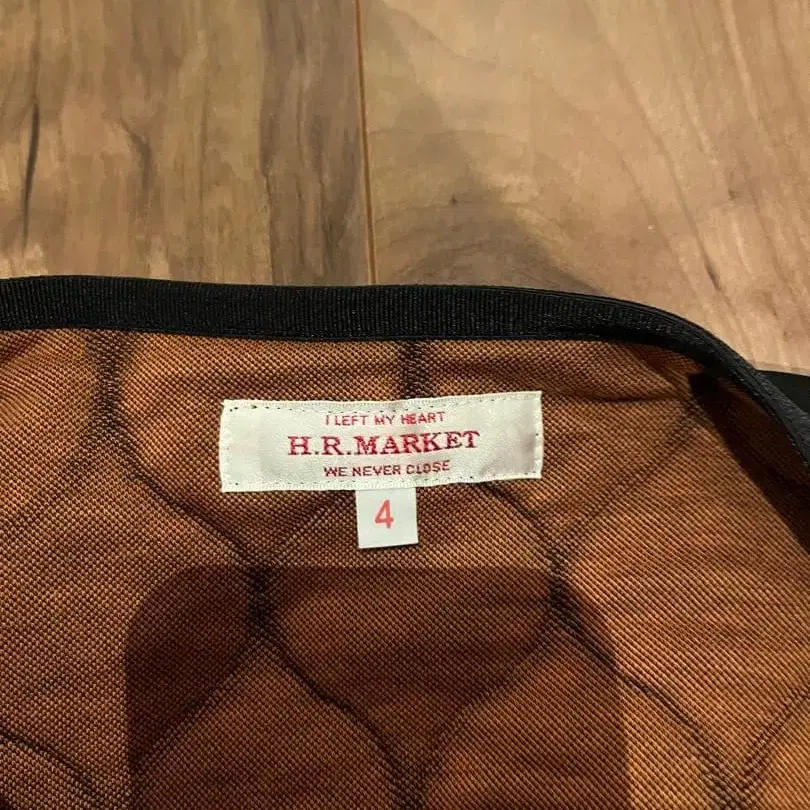 I LEFT MY HEART
H.R.MARKET
WE NEVER CLOSE
4